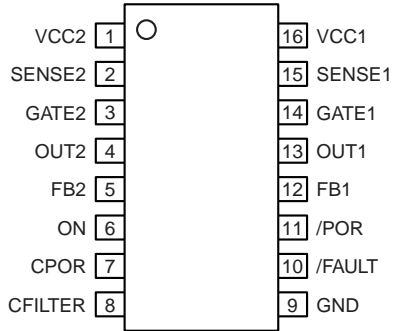 VCC2 1 16 VCC1
SENSE2 2 15 SENSE1
GATE2 3 14 GATE1
OUT2 4 13 OUT1
FB2 5 12 FB1
ON 6 11 /POR
CPOR 7 10 /FAULT
CFILTER 8 9 GND